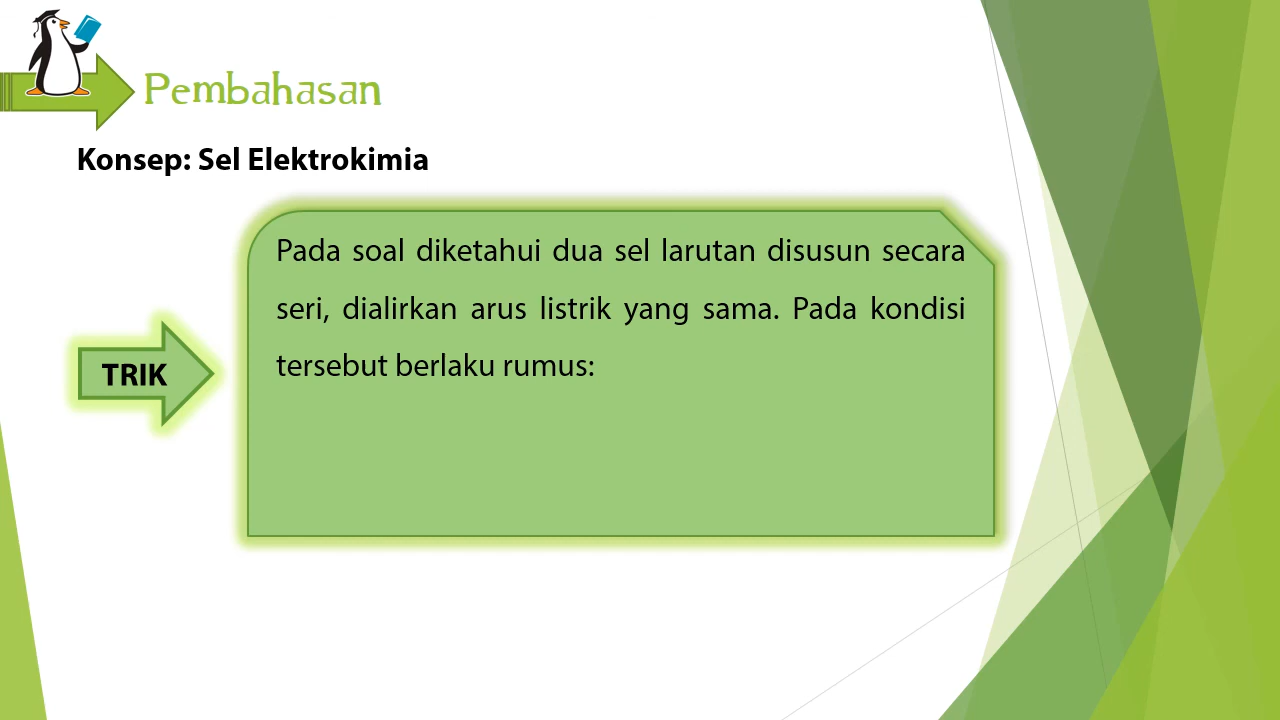 Pembahasan
Konsep: Sel Elektrokimia
TRIK
Pada soal diketahui dua sel larutan disusun secara
seri, dialirkan arus listrik yang sama. Pada kondisi
tersebut berlaku rumus: